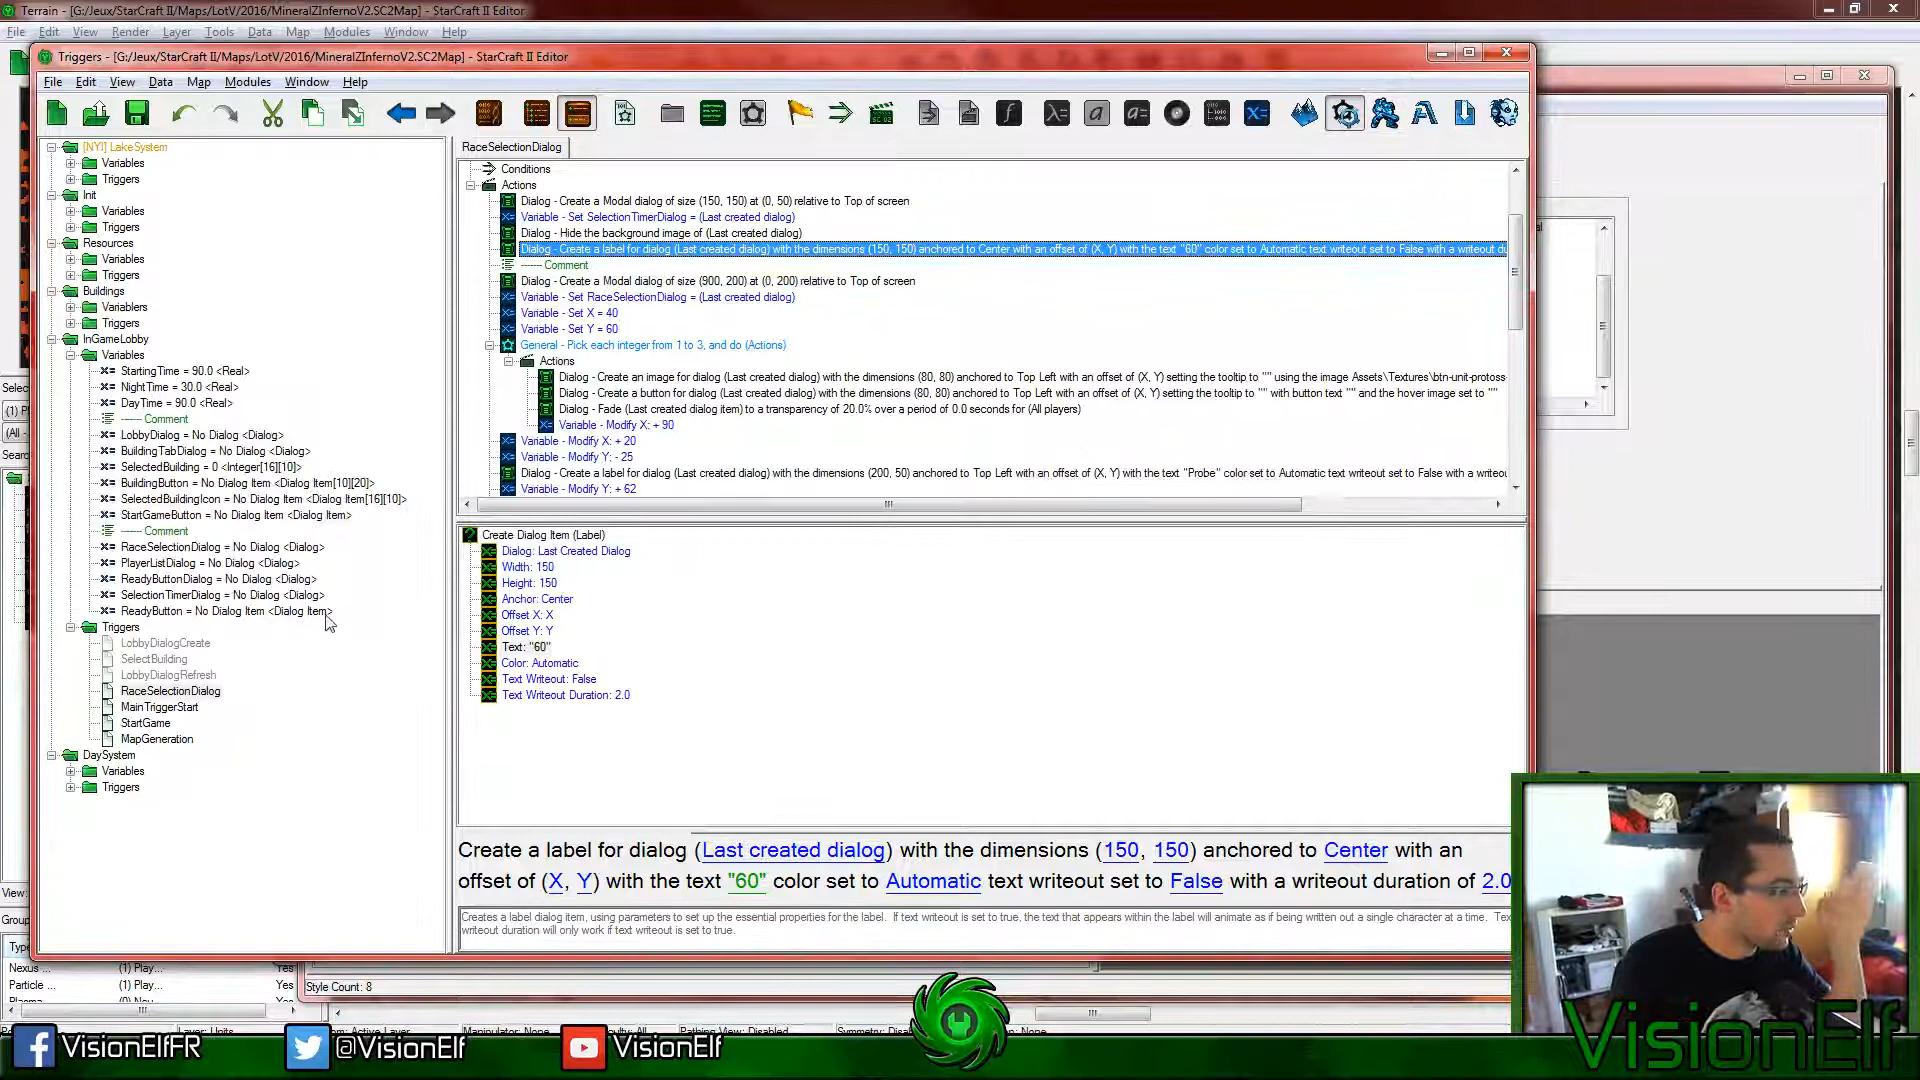 Terrain - [G:/Jeux/StarCraft II/Maps/LotV/2016/MineralZInfernoV2.SC2Map] - StarCraft II Editor
File Edit View Render Layer Tools Data Map Modules Window Help
Triggers - [G:/Jeux/StarCraft II/Maps/LotV/2016/MineralZInfernoV2.SC2Map] - StarCraft II Editor
File Edit View Data Map Modules Window Help
[NYI] LakeSystem
Variables
Triggers
Init
Variables
Triggers
Resources
Variables
Triggers
Buildings
Variablers
Triggers
InGameLobby
Variables
StartingTime = 90.0 <Real>
NightTime = 30.0 <Real>
DayTime = 90.0 <Real>
------- Comment
LobbyDialog = No Dialog <Dialog>
BuildingTabDialog = No Dialog <Dialog>
SelectedBuilding = 0 <Integer[16][10]>
BuildingButton = No Dialog Item <Dialog Item[10][20]>
SelectedBuildingIcon = No Dialog Item <Dialog Item[16][10]>
StartGameButton = No Dialog Item <Dialog Item>
------- Comment
RaceSelectionDialog = No Dialog <Dialog>
PlayerListDialog = No Dialog <Dialog>
ReadyButtonDialog = No Dialog <Dialog>
SelectionTimerDialog = No Dialog <Dialog>
ReadyButton = No Dialog Item <Dialog Item>
Triggers
LobbyDialogCreate
SelectBuilding
LobbyDialogRefresh
RaceSelectionDialog
MainTriggerStart
StartGame
MapGeneration
DaySystem
Variables
Triggers
RaceSelectionDialog
Conditions
Actions
Dialog - Create a Modal dialog of size (150, 150) at (0, 50) relative to Top of screen
Variable - Set SelectionTimerDialog = (Last created dialog)
Dialog - Hide the background image of (Last created dialog)
Dialog - Create a label for dialog (Last created dialog) with the dimensions (150, 150) anchored to Center with an offset of (X, Y) with the text "60" color set to Automatic text writeout set to False with a writeout du
------- Comment
Dialog - Create a Modal dialog of size (900, 200) at (0, 200) relative to Top of screen
Variable - Set RaceSelectionDialog = (Last created dialog)
Variable - Set X = 40
Variable - Set Y = 60
General - Pick each integer from 1 to 3, and do (Actions)
Actions
Dialog - Create an image for dialog (Last created dialog) with the dimensions (80, 80) anchored to Top Left with an offset of (X, Y) setting the tooltip to "" using the image Assets\Textures\btn-unit-protoss-
Dialog - Create a button for dialog (Last created dialog) with the dimensions (80, 80) anchored to Top Left with an offset of (X, Y) setting the tooltip to "" with button text "" and the hover image set to ""
Dialog - Fade (Last created dialog item) to a transparency of 20.0% over a period of 0.0 seconds for (All players)
Variable - Modify X: + 90
Variable - Modify X: + 20
Variable - Modify Y: - 25
Dialog - Create a label for dialog (Last created dialog) with the dimensions (200, 50) anchored to Top Left with an offset of (X, Y) with the text "Probe" color set to Automatic text writeout set to False with a writeou
Variable - Modify Y: + 62
Create Dialog Item (Label)
Dialog: Last Created Dialog
Width: 150
Height: 150
Anchor: Center
Offset X: X
Offset Y: Y
Text: "60"
Color: Automatic
Text Writeout: False
Text Writeout Duration: 2.0
Create a label for dialog (Last created dialog) with the dimensions (150, 150) anchored to Center with an
offset of (X, Y) with the text "60" color set to Automatic text writeout set to False with a writeout duration of 2.0
Creates a label dialog item, using parameters to set up the essential properties for the label. If text writeout is set to true, the text that appears within the label will animate as if being written out a single character at a time. Tex
writeout duration will only work if text writeout is set to true.
View:
Nexus ... (1) Play... Yes
Particle ... (1) Play... Yes
Style Count: 8
VisionElfFR
@VisionElf
VisionElf
VisionElf